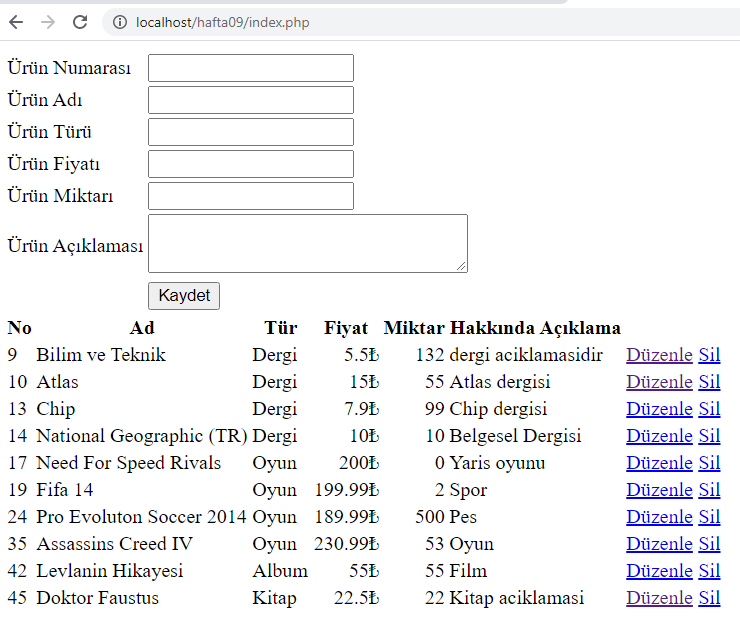 localhost/hafta09/index.php
Ürün Numarası
Ürün Adı
Ürün Türü
Ürün Fiyatı
Ürün Miktarı
Ürün Açıklaması
Kaydet
No Ad Tür Fiyat Miktar Hakkında Açıklama
9 Bilim ve Teknik Dergi 5.5₺ 132 dergi aciklamasidir Düzenle Sil
10 Atlas Dergi 15₺ 55 Atlas dergisi Düzenle Sil
13 Chip Dergi 7.9₺ 99 Chip dergisi Düzenle Sil
14 National Geographic (TR) Dergi 10₺ 10 Belgesel Dergisi Düzenle Sil
17 Need For Speed Rivals Oyun 200₺ 0 Yaris oyunu Düzenle Sil
19 Fifa 14 Oyun 199.99₺ 2 Spor Düzenle Sil
24 Pro Evoluton Soccer 2014 Oyun 189.99₺ 500 Pes Düzenle Sil
35 Assassins Creed IV Oyun 230.99₺ 53 Oyun Düzenle Sil
42 Levlanin Hikayesi Album 55₺ 55 Film Düzenle Sil
45 Doktor Faustus Kitap 22.5₺ 22 Kitap aciklamasi Düzenle Sil